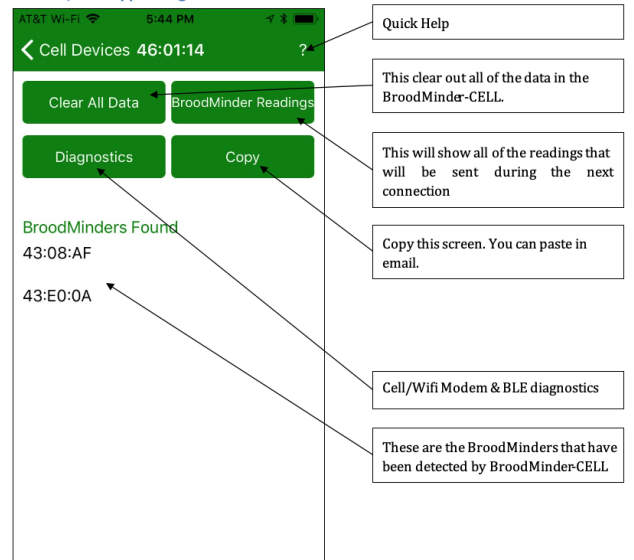 AT&T Wi-Fi 5:44 PM
Cell Devices 46:01:14 ?
Clear All Data
BroodMinder Readings
Diagnostics
Copy
BroodMinders Found
43:08:AF
43:E0:0A
Quick Help
This clear out all of the data in the
BroodMinder-CELL.
This will show all of the readings that
will be sent during the next
connection
Copy this screen. You can paste in
email.
Cell/Wifi Modem & BLE diagnostics
These are the BroodMinders that have
been detected by BroodMinder-CELL